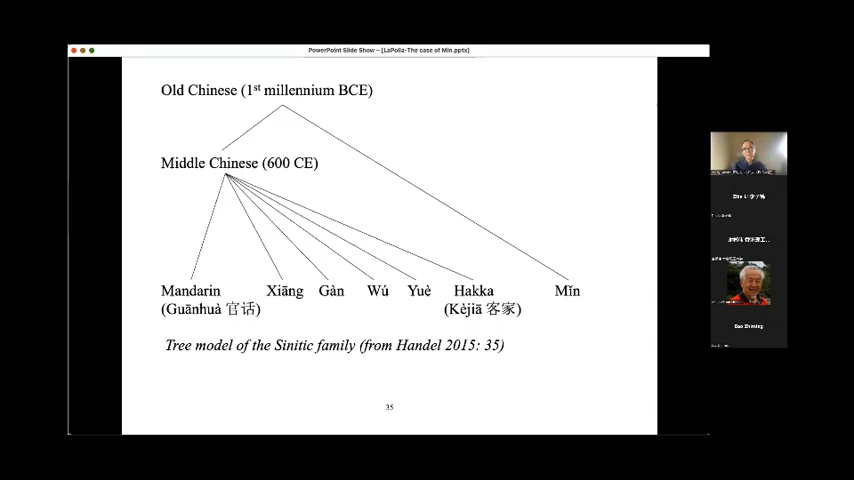 PowerPoint Slide Show – [LaPolla-The case of Min.pptx]
Old Chinese (1st millennium BCE)
Middle Chinese (600 CE)
Mandarin Xiāng Gàn Wú Yuè Hakka Mǐn
(Guānhuà 官话) (Kèjiā 客家)
Tree model of the Sinitic family (from Handel 2015: 35)
35
Bao Zhiming